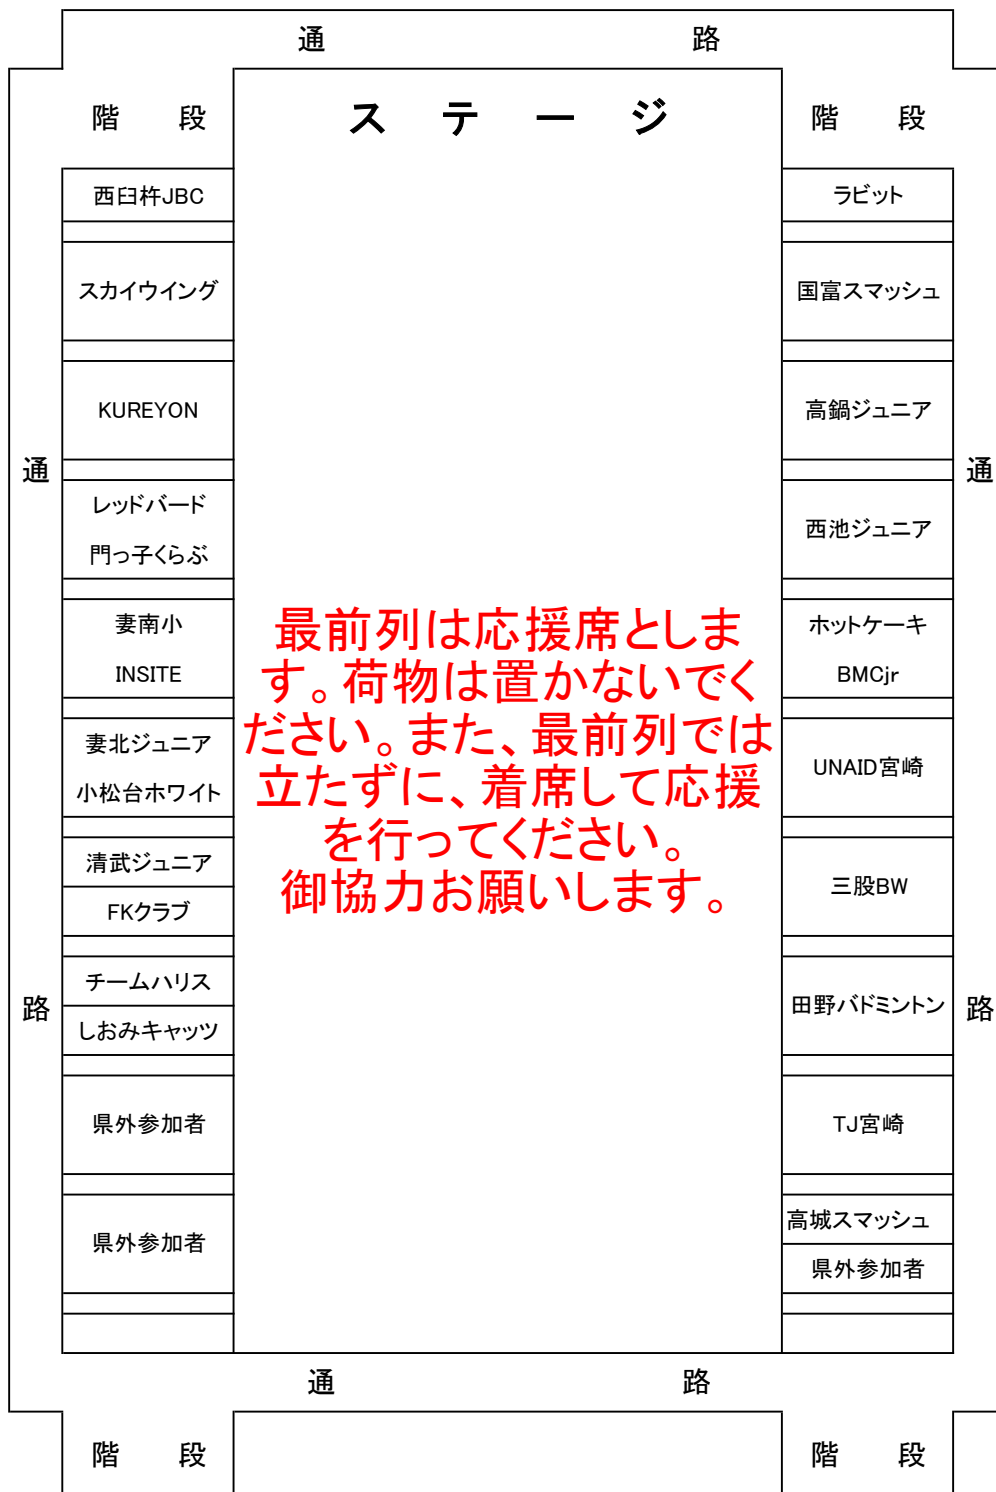 通 路
階 段
ステージ
階 段
西臼杵JBC
ラビット
スカイウイング
国富スマッシュ
KUREYON
高鍋ジュニア
通
通
レッドバード
門っ子くらぶ
西池ジュニア
妻南小
INSITE
ホットケーキ
BMCjr
最前列は応援席としま
す。荷物は置かないでく
ださい。また、最前列では
立たずに、着席して応援
を行ってください。
御協力お願いします。
妻北ジュニア
小松台ホワイト
UNAID宮崎
清武ジュニア
FKクラブ
三股BW
チームハリス
しおみキャッツ
田野バドミントン
路
路
県外参加者
TJ宮崎
県外参加者
高城スマッシュ
県外参加者
通 路
階 段
階 段